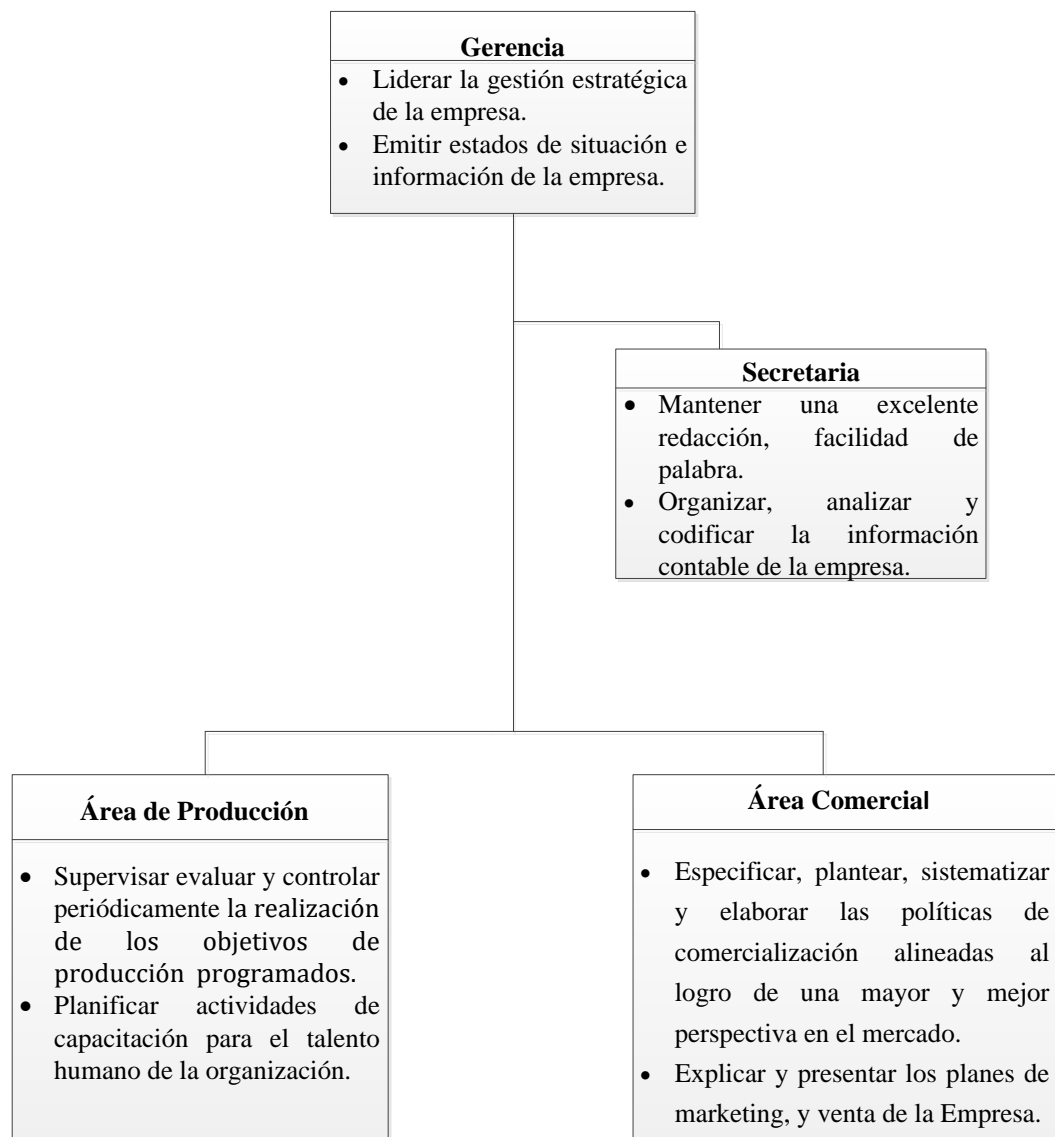 Gerencia
• Liderar la gestión estratégica
de la empresa.
• Emitir estados de situación e
información de la empresa.
Secretaria
• Mantener una excelente
redacción, facilidad de
palabra.
• Organizar, analizar y
codificar la información
contable de la empresa.
Área de Producción
• Supervisar evaluar y controlar
periódicamente la realización
de los objetivos de
producción programados.
• Planificar actividades de
capacitación para el talento
humano de la organización.
Área Comercial
• Especificar, plantear, sistematizar
y elaborar las políticas de
comercialización alineadas al
logro de una mayor y mejor
perspectiva en el mercado.
• Explicar y presentar los planes de
marketing, y venta de la Empresa.